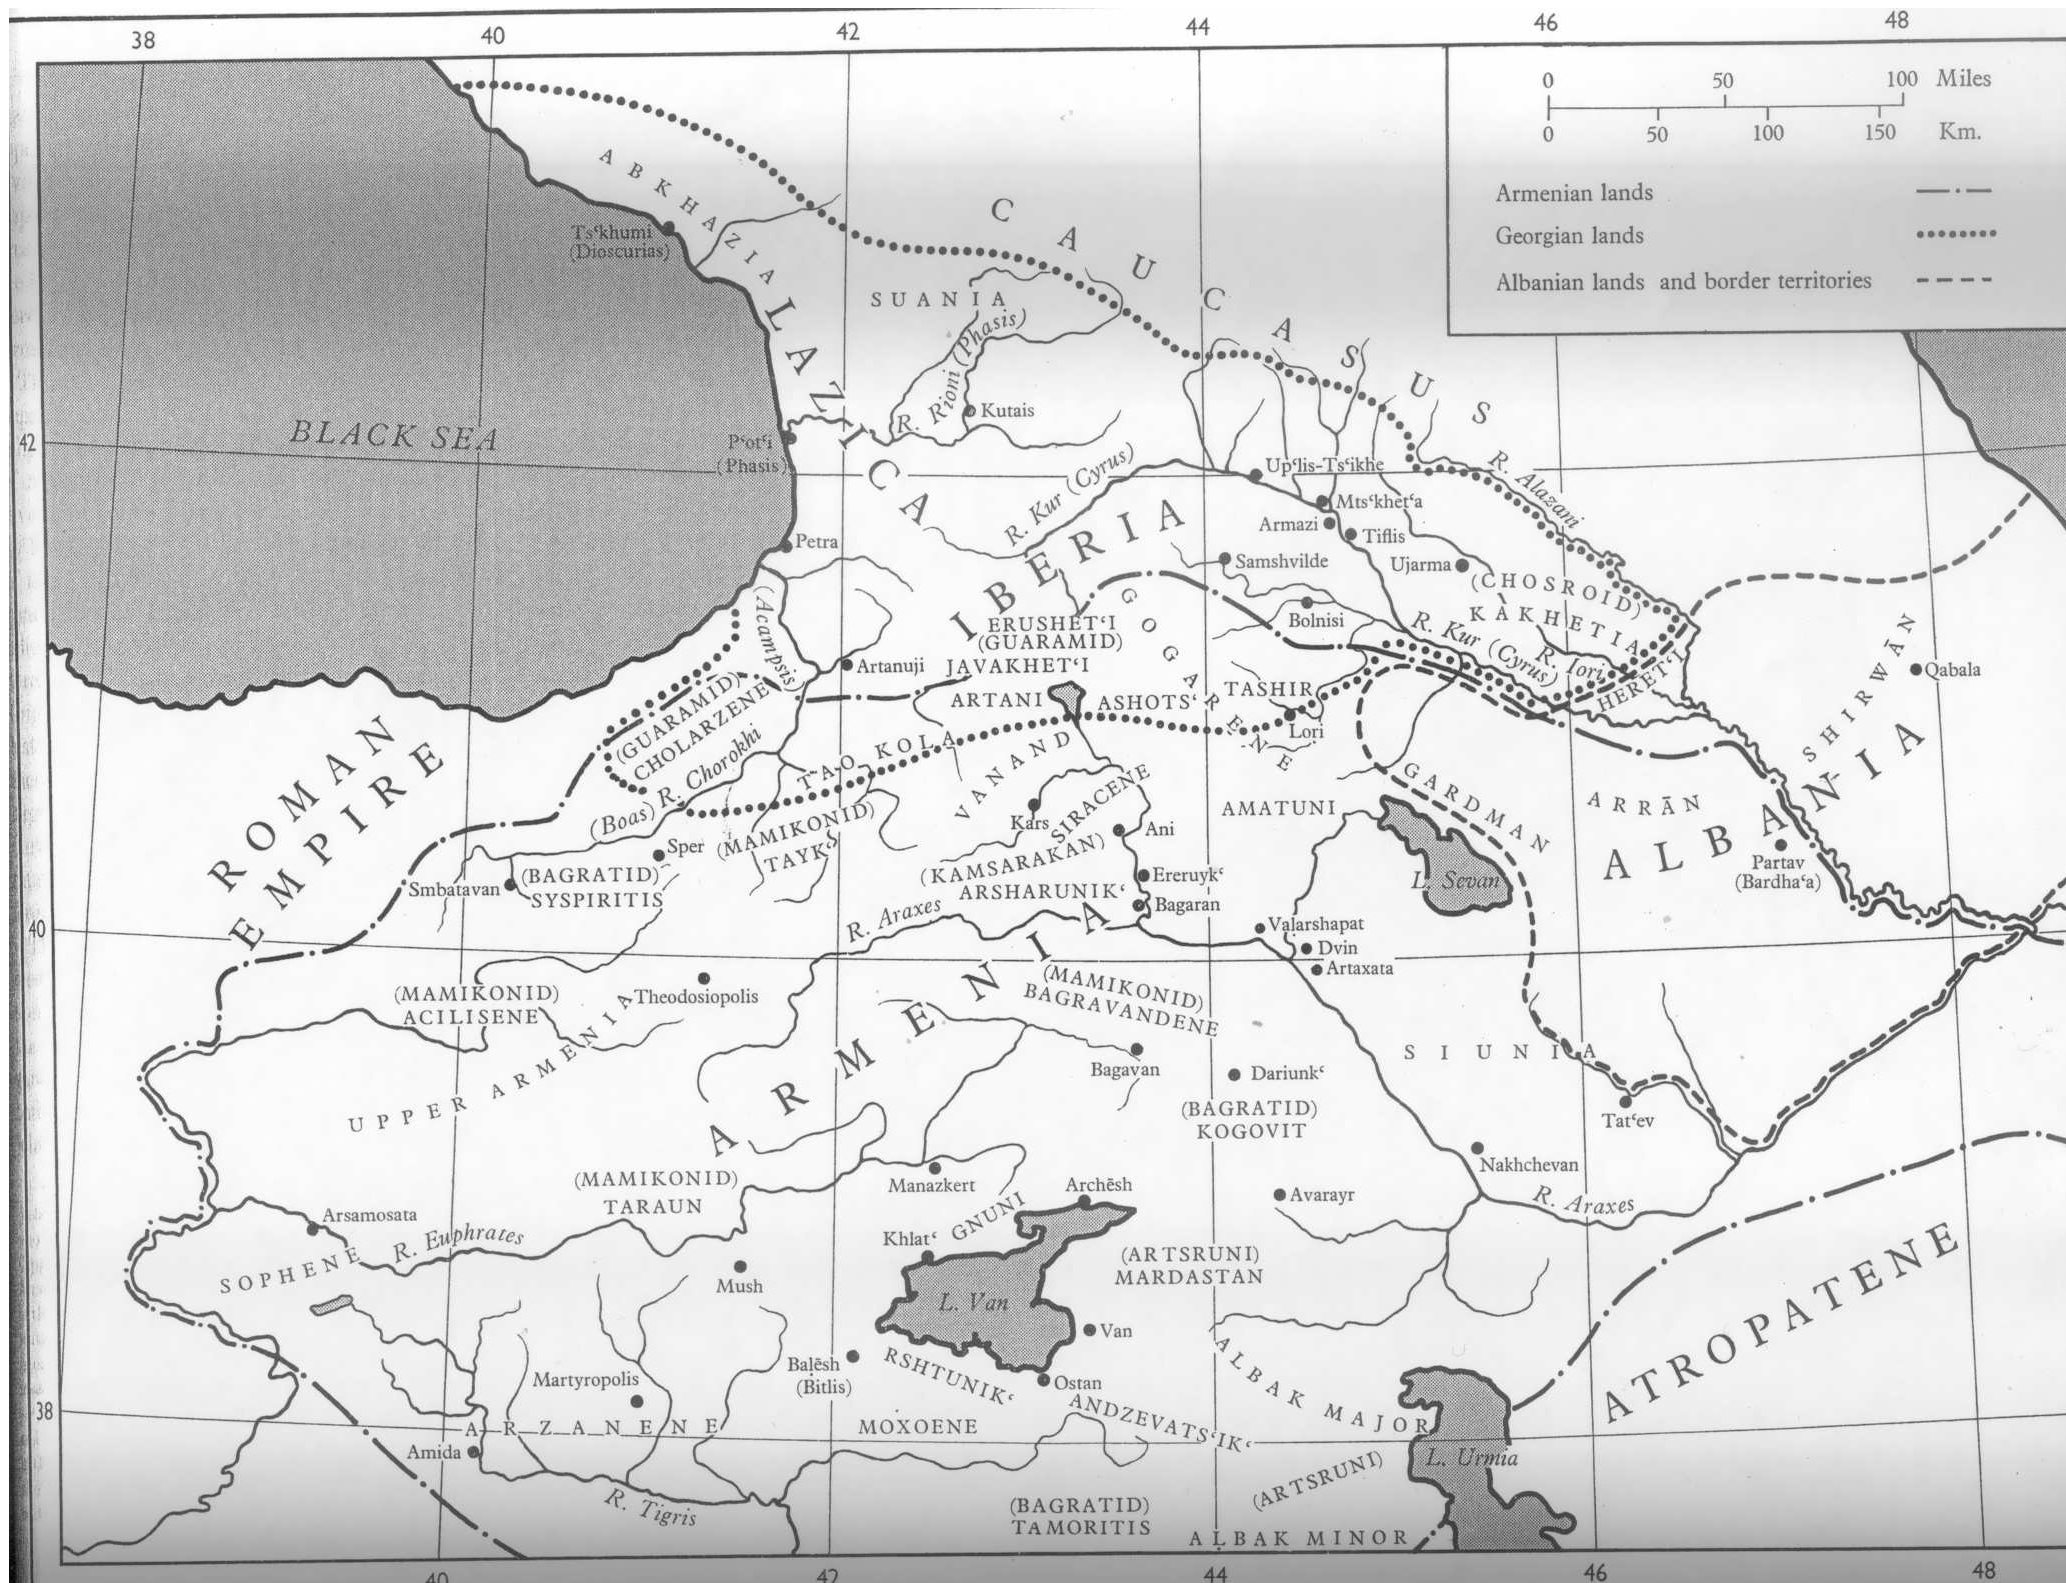 38
40
42
44
46
48
0 50 100 Miles
0 50 100 150 Km.
Armenian lands
Georgian lands
Albanian lands and border territories
CAUCASUS
ABKHAZIA
Ts‘khumi
(Dioscurias)
SUANIA
LAZICA
R. Rioni (Phasis)
Kutais
42
BLACK SEA
P‘ot‘i
(Phasis)
R. Kur (Cyrus)
Up‘lis-Ts‘ikhe
R. Alazani
Mts‘khet‘a
Armazi
Tiflis
Petra
IBERIA
Samshvilde
Ujarma
(CHOSROID)
KAKHETIA
(Acampsis)
GOGARENE
Bolnisi
R. Kur (Cyrus)
R. Iori
HERET‘I
ERUSHET‘I
(GUARAMID)
JAVAKHET‘I
Artanuji
ARTANI
ASHOTS‘
TASHIR
Lori
SHIRWĀN
Qabala
(GUARAMID)
CHOLARZENE
R. Chorokhi
(Boas)
TAO
KOLA
VANAND
ROMAN
EMPIRE
GARDMAN
ARRĀN
ALBANIA
Partav
(Bardha‘a)
Kars
SIRACENE
Ani
AMATUNI
L. Sevan
Sper
(MAMIKONID)
TAYK‘
(KAMSARAKAN)
ARSHARUNIK‘
Ereruyk‘
Bagaran
Smbatavan
(BAGRATID)
SYSPIRITIS
40
R. Araxes
Valarshapat
Dvin
Artaxata
ARMENIA
(MAMIKONID)
BAGRAVANDENE
(MAMIKONID)
ACILISENE
Theodosiopolis
UPPER ARMENIA
Bagavan
Dariunk‘
SIUNIA
Tat‘ev
(BAGRATID)
KOGOVIT
Nakhchevan
R. Araxes
(MAMIKONID)
TARAUN
Manazkert
Archēsh
Avarayr
Arsamosata
R. Euphrates
SOPHENE
Khlat‘
GNUNI
(ARTSRUNI)
MARDASTAN
ATROPATENE
Mush
L. Van
Van
Balēsh
(Bitlis)
RSHTUNIK‘
Ostan
ALBAK MAJOR
Martyropolis
ANDZEVATS‘IK‘
38
ARZANENE
MOXOENE
Amida
L. Urmia
(ARTSRUNI)
R. Tigris
(BAGRATID)
TAMORITIS
ALBAK MINOR
40
42
44
46
48